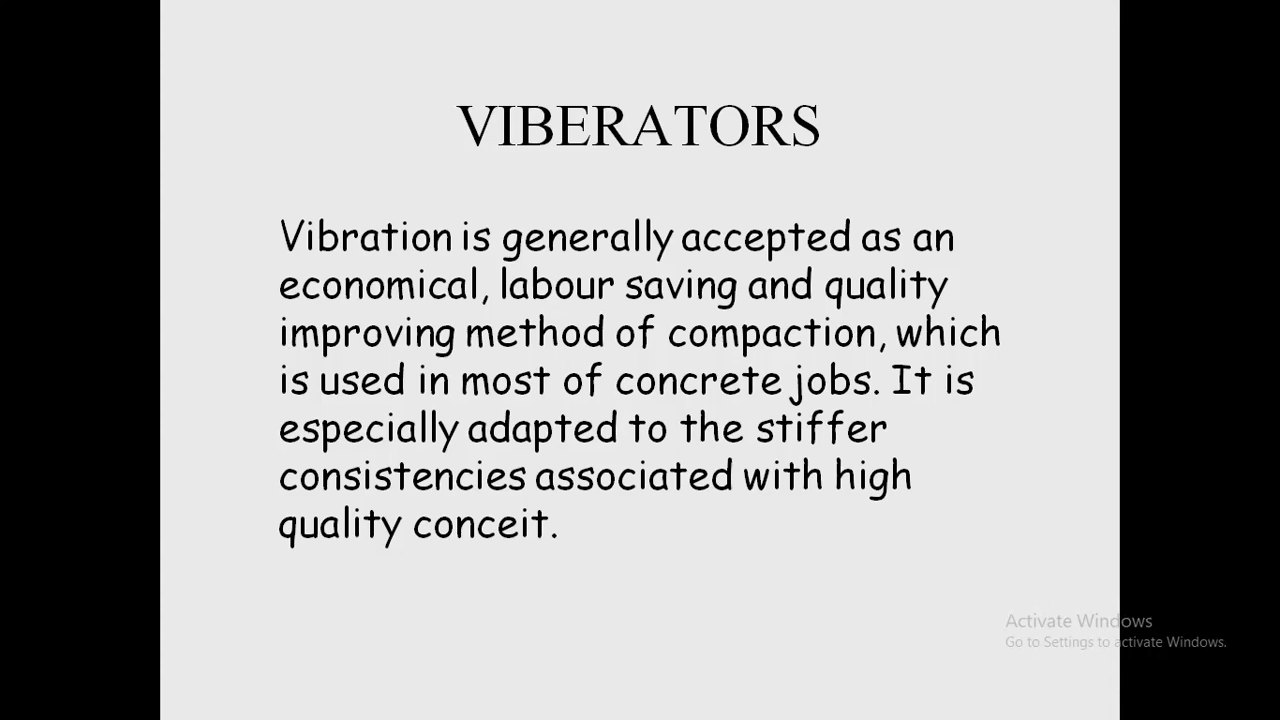 VIBERATORS
Vibration is generally accepted as an
economical, labour saving and quality
improving method of compaction, which
is used in most of concrete jobs. It is
especially adapted to the stiffer
consistencies associated with high
quality conceit.
Activate Windows
Go to Settings to activate Windows.